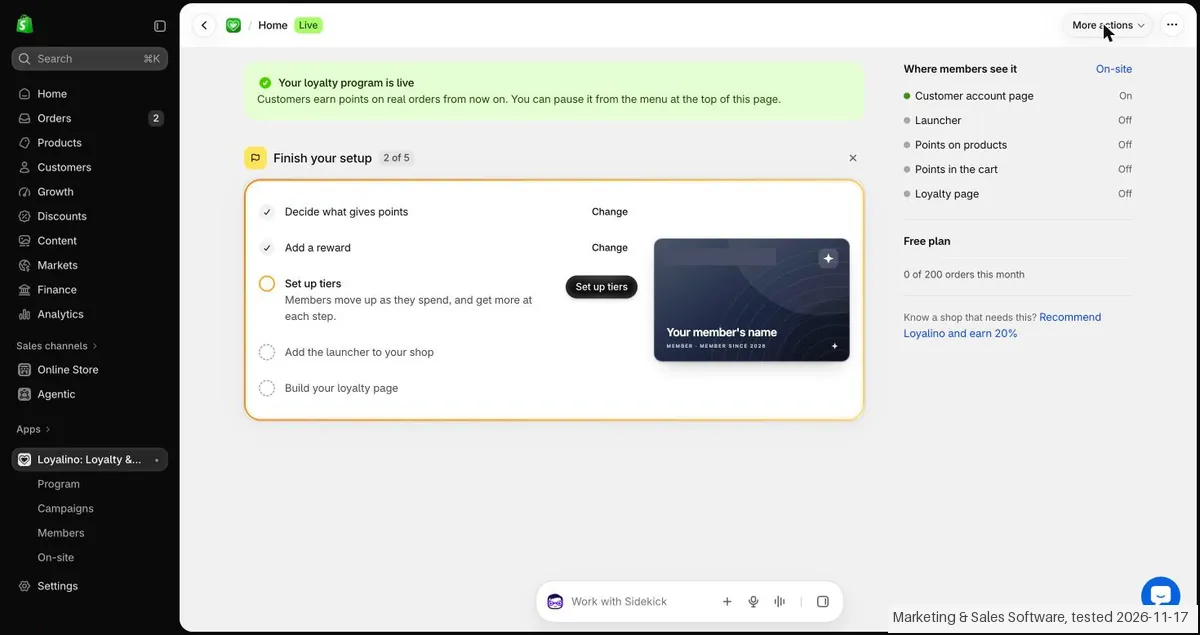 Search ⌘K
Home
Orders 2
Products
Customers
Growth
Discounts
Content
Markets
Finance
Analytics
Sales channels
Online Store
Agentic
Apps
Loyalino: Loyalty &...
Program
Campaigns
Members
On-site
Settings
/ Home Live
More actions
Your loyalty program is live
Customers earn points on real orders from now on. You can pause it from the menu at the top of this page.
Finish your setup 2 of 5
Decide what gives points Change
Add a reward Change
Set up tiers
Members move up as they spend, and get more at
each step.
Set up tiers
Add the launcher to your shop
Build your loyalty page
Your member's name
MEMBER · MEMBER SINCE 2026
Where members see it On-site
Customer account page On
Launcher Off
Points on products Off
Points in the cart Off
Loyalty page Off
Free plan
0 of 200 orders this month
Know a shop that needs this? Recommend
Loyalino and earn 20%
Work with Sidekick
Marketing & Sales Software, tested 2026-11-17